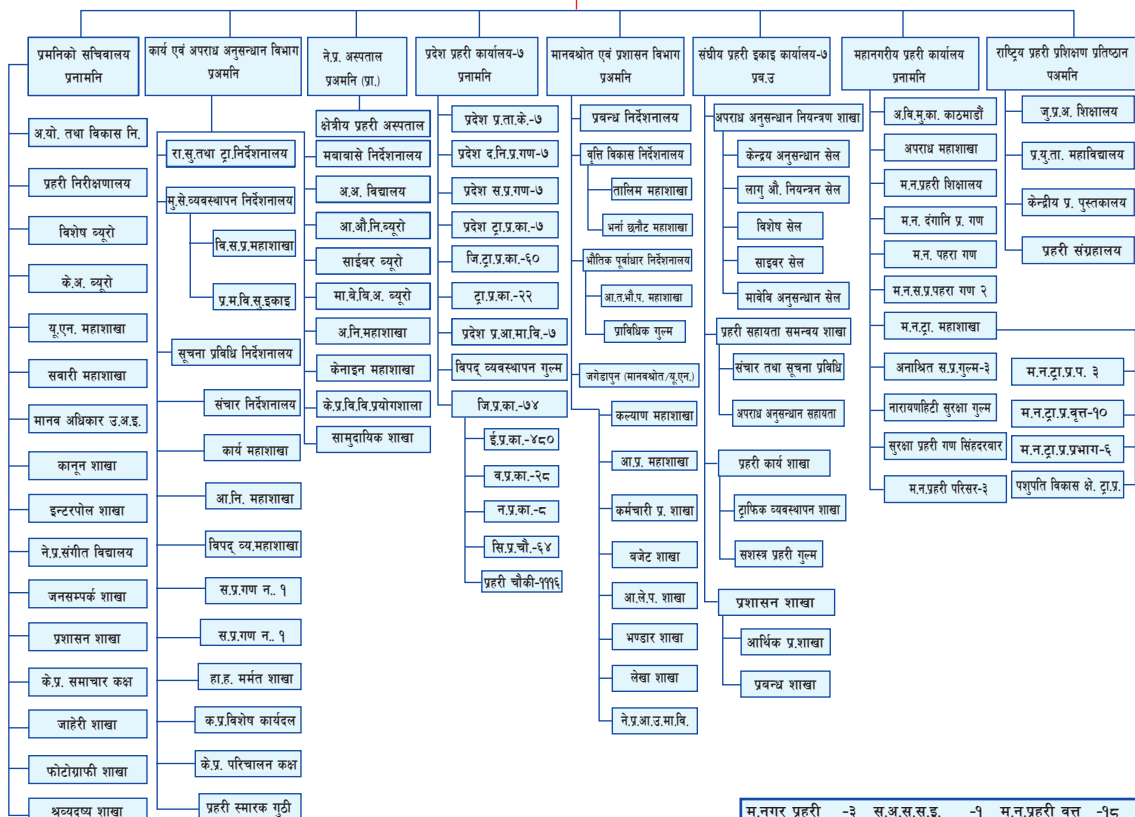 प्रमनिको सचिवालय
प्रनामनि
अ.यो. तथा विकास नि.
प्रहरी निरीक्षणालय
विशेष व्यूरो
के.अ. व्यूरो
यू.एन. महाशाखा
सवारी महाशाखा
मानव अधिकार उ.अ.इ.
कानून शाखा
इन्टरपोल शाखा
ने.प्र.संगीत विद्यालय
जनसम्पर्क शाखा
प्रशासन शाखा
के.प्र. समाचार कक्ष
जाहेरी शाखा
फोटोग्राफी शाखा
श्रव्यदृष्य शाखा
कार्य एवं अपराध अनुसन्धान विभाग
प्रअमनि
रा.सु.तथा ट्रा.निर्देशनालय
मु.से.व्यवस्थापन निर्देशनालय
वि.स.प्र.महाशाखा
प्र.म.वि.सु.इकाइ
सूचना प्रविधि निर्देशनालय
संचार निर्देशनालय
कार्य महाशाखा
आ.नि. महाशाखा
विपद् व्य.महाशाखा
स.प्र.गण न.. १
स.प्र.गण न.. १
हा.ह. मर्मत शाखा
क.प्र.विशेष कार्यदल
के.प्र. परिचालन कक्ष
प्रहरी स्मारक गुठी
ने.प्र. अस्पताल
प्रअमनि (प्रा.)
क्षेत्रीय प्रहरी अस्पताल
मबाबासे निर्देशनालय
अ.अ. विद्यालय
आ.औ.नि.व्यूरो
साईबर व्यूरो
मा.बे.बि.अ. व्यूरो
अ.नि.महाशाखा
केनाइन महाशाखा
के.प्र.वि.वि.प्रयोगशाला
सामुदायिक शाखा
प्रदेश प्रहरी कार्यालय-७
प्रनामनि
प्रदेश प्र.ता.के.-७
प्रदेश द.नि.प्र.गण-७
प्रदेश स.प्र.गण-७
प्रदेश ट्रा.प्र.का.-७
जि.ट्रा.प्र.का.-६०
ट्रा.प्र.का.-२२
प्रदेश प्र.आ.मा.वि.-७
विपद् व्यवस्थापन गुल्म
जि.प्र.का.-७४
ई.प्र.का.-४८०
व.प्र.का.-२८
न.प्र.का.-८
सि.प्र.चौ.-६४
प्रहरी चौकी-१११६
मानवश्रोत एवं प्रशासन विभाग
प्रअमनि
प्रबन्ध निर्देशनालय
वृत्ति विकास निर्देशनालय
तालिम महाशाखा
भर्ना छनौट महाशाखा
भौतिक पूर्वाधार निर्देशनालय
आ.त.भौ.प. महाशाखा
प्राविधिक गुल्म
जगेडापुन (मानवश्रोत/यू.एन.)
कल्याण महाशाखा
आ.प्र. महाशाखा
कर्मचारी प्र. शाखा
वजेट शाखा
आ.ले.प. शाखा
भण्डार शाखा
लेखा शाखा
ने.प्र.आ.उ.मा.वि.
संघीय प्रहरी इकाइ कार्यालय-७
प्रब.उ
अपराध अनुसन्धान नियन्त्रण शाखा
केन्द्रय अनुसन्धान सेल
लागु औ. नियन्त्रन सेल
विशेष सेल
साइबर सेल
मावेवि अनुसन्धान सेल
प्रहरी सहायता समन्वय शाखा
संचार तथा सूचना प्रविधि
अपराध अनुसन्धान सहायता
प्रहरी कार्य शाखा
ट्राफिक व्यवस्थापन शाखा
सशस्त्र प्रहरी गुल्म
प्रशासन शाखा
आर्थिक प्र.शाखा
प्रबन्ध शाखा
महानगरीय प्रहरी कार्यालय
प्रनामनि
अ.वि.मु.का. काठमाडौं
अपराध महाशाखा
म.न.प्रहरी शिक्षालय
म.न. दंगानि प्र. गण
म.न. पहरा गण
म.न.स.प्र.पहरा गण २
म.न.ट्रा. महाशाखा
अनाश्रित स.प्र.गुल्म-३
नारायणहिटी सुरक्षा गुल्म
सुरक्षा प्रहरी गण सिंहदरबार
म.न.प्रहरी परिसर-३
म.न.ट्रा.प्र.प. ३
म.न.ट्रा.प्र.वृत्त-१०
म.न.ट्रा.प्र.प्रभाग-६
पशुपति विकास क्षे. ट्रा.प्र.
राष्ट्रिय प्रहरी प्रशिक्षण प्रतिष्ठान
पअमनि
जु.प्र.अ. शिक्षालय
प्र.यु.ता. महाविद्यालय
केन्द्रीय प्र. पुस्तकालय
प्रहरी संग्रहालय
म.नगर प्रहरी -३ स.अ.स.स.इ. -१ म.न.प्रहरी वृत्त -१८